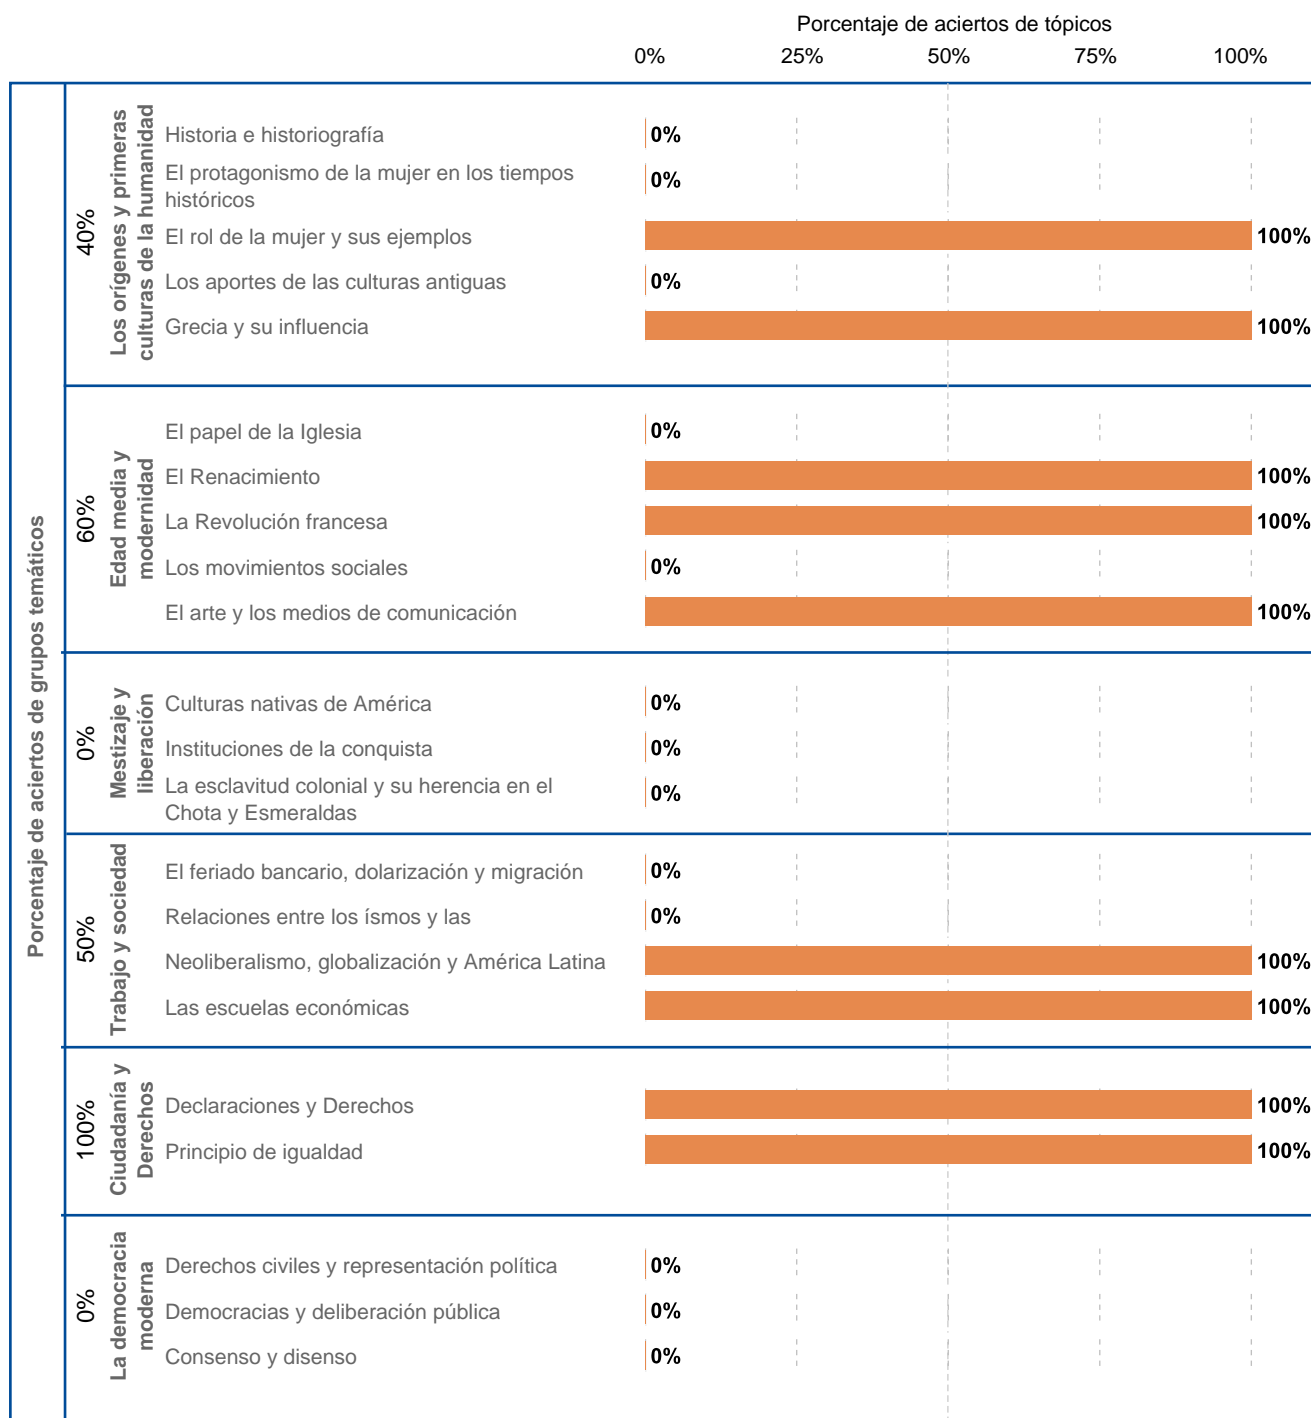 Porcentaje de aciertos de tópicos
0% 25% 50% 75% 100%
Porcentaje de aciertos de grupos temáticos
40%
Los orígenes y primeras
culturas de la humanidad
Historia e historiografía 0%
El protagonismo de la mujer en los tiempos
históricos 0%
El rol de la mujer y sus ejemplos 100%
Los aportes de las culturas antiguas 0%
Grecia y su influencia 100%
60%
Edad media y
modernidad
El papel de la Iglesia 0%
El Renacimiento 100%
La Revolución francesa 100%
Los movimientos sociales 0%
El arte y los medios de comunicación 100%
0%
Mestizaje y
liberación
Culturas nativas de América 0%
Instituciones de la conquista 0%
La esclavitud colonial y su herencia en el
Chota y Esmeraldas 0%
50%
Trabajo y sociedad
El feriado bancario, dolarización y migración 0%
Relaciones entre los ísmos y las 0%
Neoliberalismo, globalización y América Latina 100%
Las escuelas económicas 100%
100%
Ciudadanía y
Derechos
Declaraciones y Derechos 100%
Principio de igualdad 100%
0%
La democracia
moderna
Derechos civiles y representación política 0%
Democracias y deliberación pública 0%
Consenso y disenso 0%